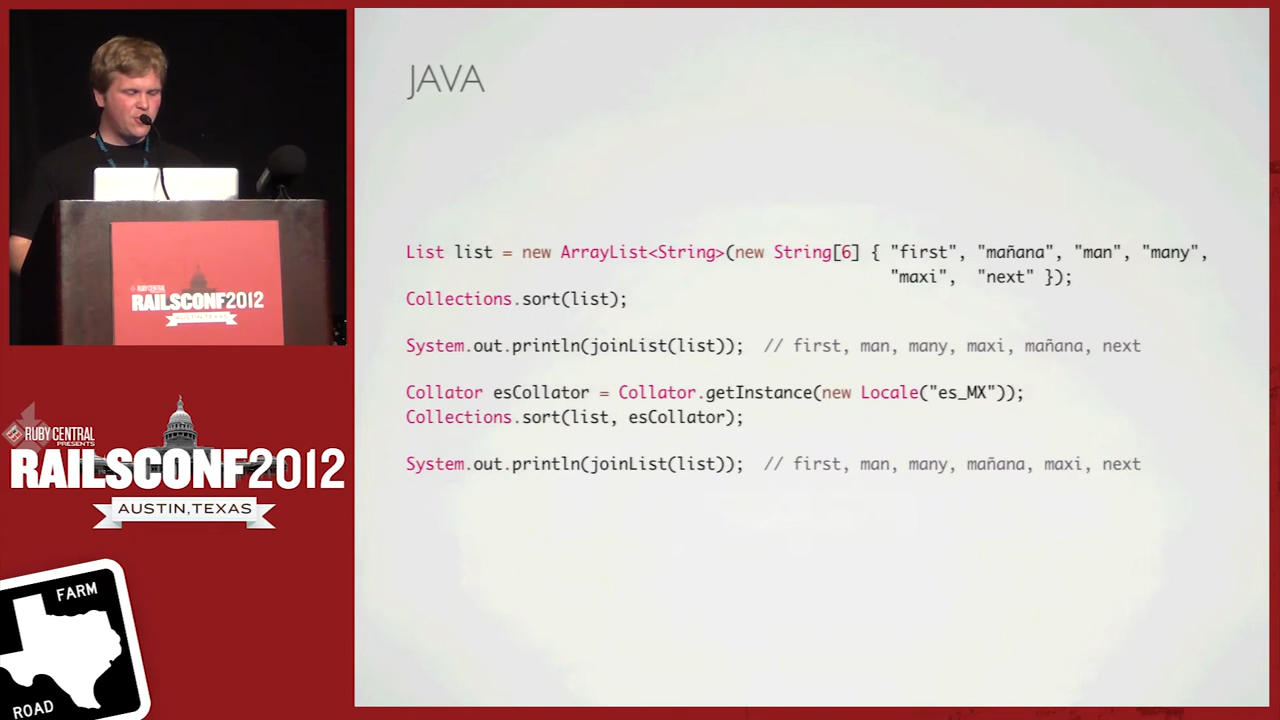 JAVA
List list = new ArrayList<String>(new String[6] { "first", "mañana", "man", "many",
"maxi", "next" });
Collections.sort(list);
System.out.println(joinList(list)); // first, man, many, maxi, mañana, next
Collator esCollator = Collator.getInstance(new Locale("es_MX"));
Collections.sort(list, esCollator);
System.out.println(joinList(list)); // first, man, many, mañana, maxi, next
RUBY CENTRAL
PRESENTS
RAILSCONF2012
AUSTIN, TEXAS
RUBY CENTRAL
PRESENTS
RAILSCONF2012
AUSTIN,TEXAS
FARM
ROAD